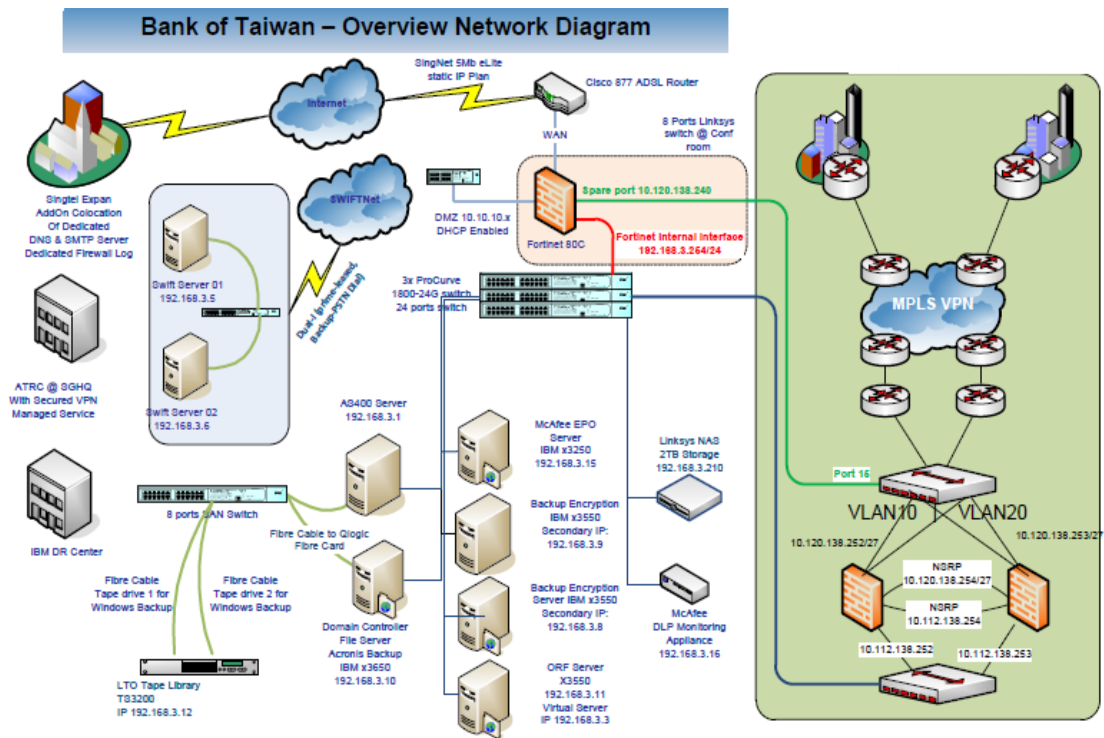 Bank of Taiwan – Overview Network Diagram
SingNet 5Mb eLite
static IP Plan
Cisco 877 ADSL Router
Internet
WAN
8 Ports Linksys
switch @ Conf
room
Singtel Expan
AddOn Colocation
Of Dedicated
DNS & SMTP Server
Dedicated Firewall Log
SWIFTNet
DMZ 10.10.10.x
DHCP Enabled
Fortinet 80C
Spare port 10.120.138.240
Fortinet Internal Interface
192.168.3.254/24
Swift Server 01
192.168.3.5
Swift Server 02
192.168.3.6
Dual-I (prime-leased,
Backup-PSTN Dial)
3x ProCurve
1800-24G switch
24 ports switch
MPLS VPN
ATRC @ SGHQ
With Secured VPN
Managed Service
IBM DR Center
AS400 Server
192.168.3.1
8 ports SAN Switch
Fibre Cable to Qlogic
Fibre Card
Fibre Cable
Tape drive 1 for
Windows Backup
Fibre Cable
Tape drive 2 for
Windows Backup
LTO Tape Library
TS3200
IP 192.168.3.12
Domain Controller
File Server
Acronis Backup
IBM x3650
192.168.3.10
McAfee EPO
Server
IBM x3250
192.168.3.15
Backup Encryption
IBM x3550
Secondary IP:
192.168.3.9
Backup Encryption
Server IBM x3550
Secondary IP:
192.168.3.8
ORF Server
X3550
192.168.3.11
Virtual Server
IP 192.168.3.3
Linksys NAS
2TB Storage
192.168.3.210
McAfee
DLP Monitoring
Appliance
192.168.3.16
Port 16
VLAN10
VLAN20
10.120.138.252/27
10.120.138.253/27
NSRP
10.120.138.254/27
NSRP
10.112.138.254
10.112.138.252
10.112.138.253